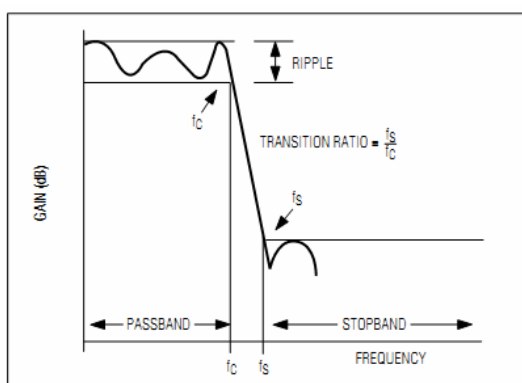 RIPPLE
fC
TRANSITION RATIO = fS/fC
fS
GAIN (dB)
PASSBAND
STOPBAND
fC
fS
FREQUENCY